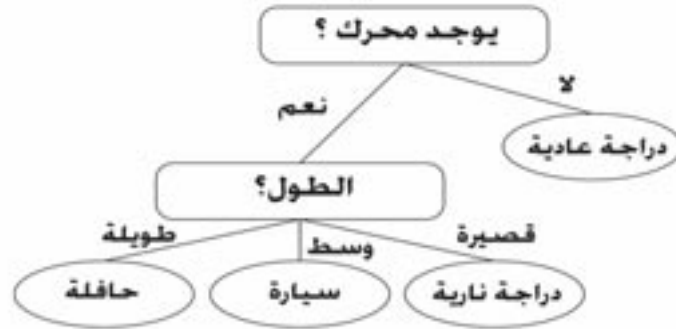 يوجد محرك ؟
لا
نعم
دراجة عادية
الطول؟
قصيرة
وسط
طويلة
دراجة نارية
سيارة
حافلة